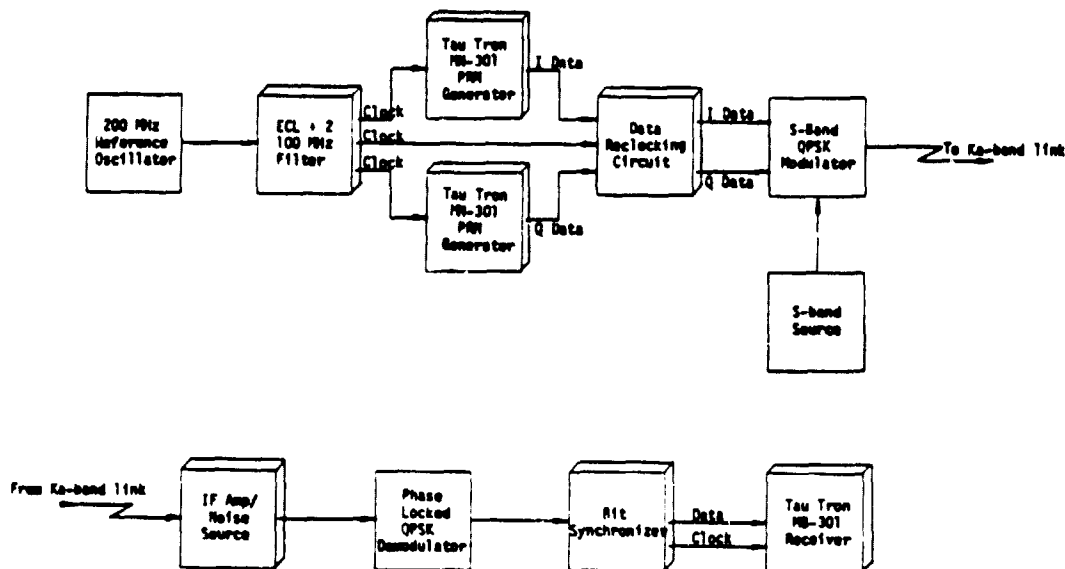 Tau Tron
MN-301
PRN
Generator
I Data
Clock
200 MHz
Reference
Oscillator
ECL ÷ 2
100 MHz
Filter
Clock
Clock
Data
Reclocking
Circuit
I Data
Q Data
S-Band
QPSK
Modulator
To Ka-band link
Tau Tron
MN-301
PRN
Generator
Q Data
S-band
Source
From Ka-band link
IF Amp/
Noise
Source
Phase
Locked
QPSK
Demodulator
Bit
Synchronizer
Data
Clock
Tau Tron
MB-301
Receiver